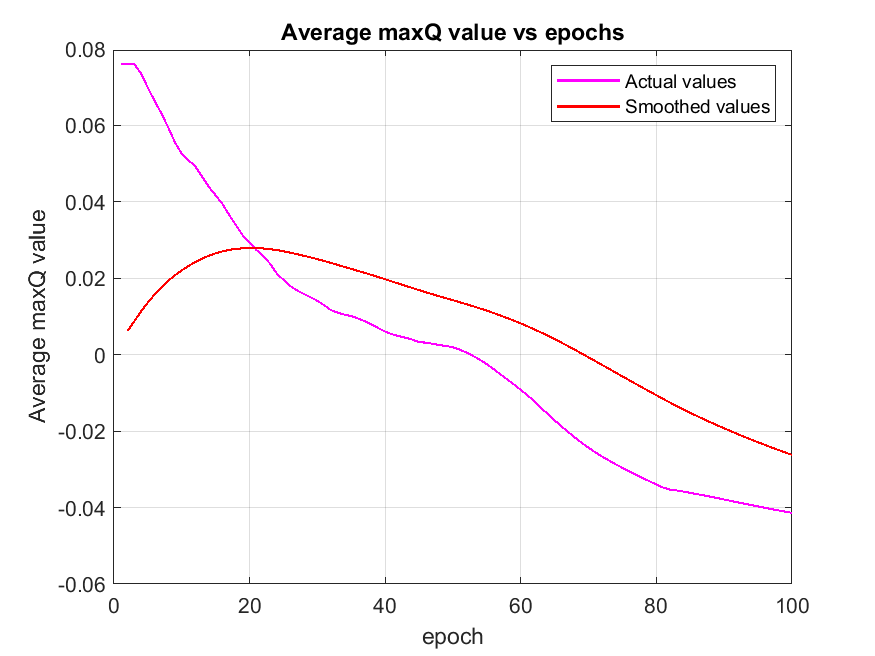 Average maxQ value vs epochs
Actual values
Smoothed values
Average maxQ value
0.08
0.06
0.04
0.02
0
-0.02
-0.04
-0.06
0
20
40
60
80
100
epoch